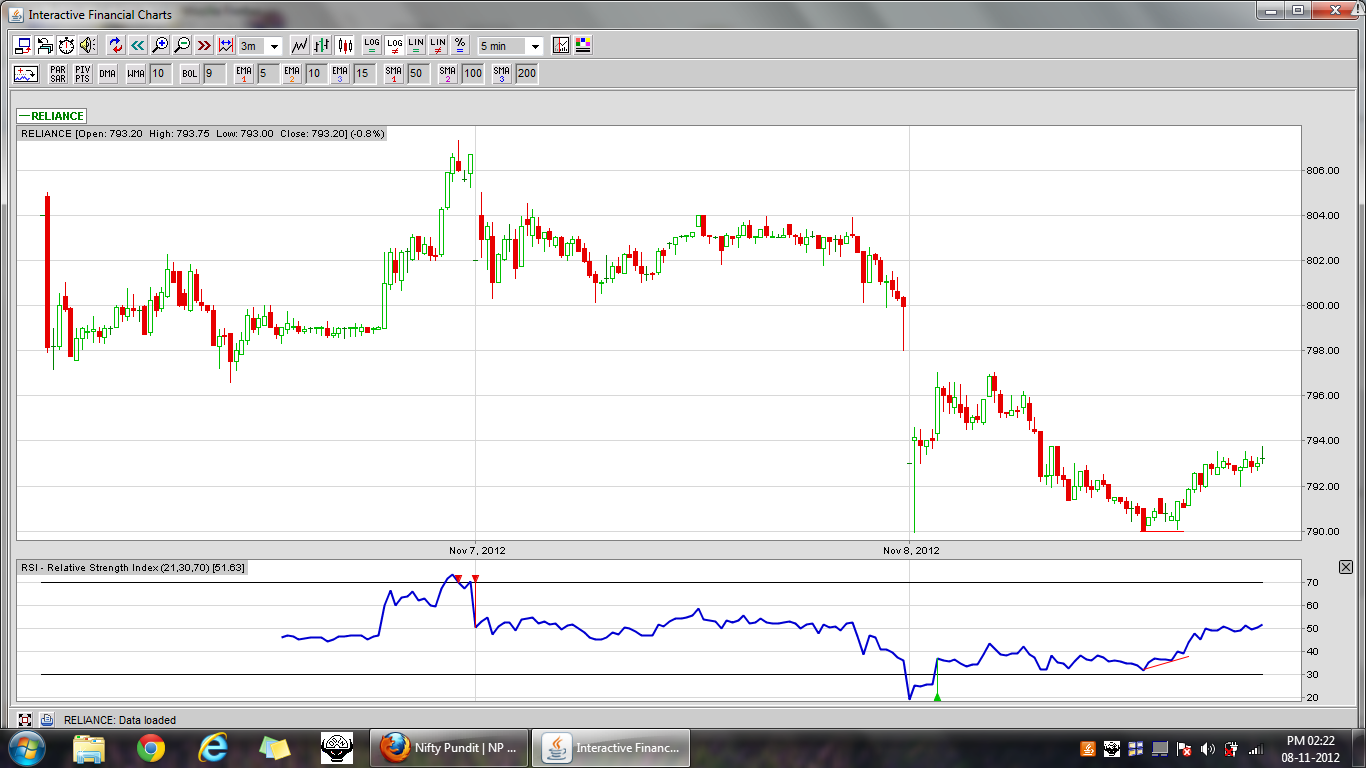 Interactive Financial Charts
3m
LOG LOG LIN LIN %
5 min
PAR SAR PIV PTS DMA WMA 10 BOL 9 EMA 1 5 EMA 2 10 EMA 3 15 SMA 1 50 SMA 2 100 SMA 3 200
RELIANCE
RELIANCE [Open: 793.20 High: 793.75 Low: 793.00 Close: 793.20] (-0.8%)
806.00
804.00
802.00
800.00
798.00
796.00
794.00
792.00
790.00
Nov 7, 2012 Nov 8, 2012
RSI - Relative Strength Index (21,30,70) [51.63]
70
60
50
40
30
20
RELIANCE: Data loaded
Nifty Pundit | NP ... Interactive Financ...
PM 02:22
08-11-2012